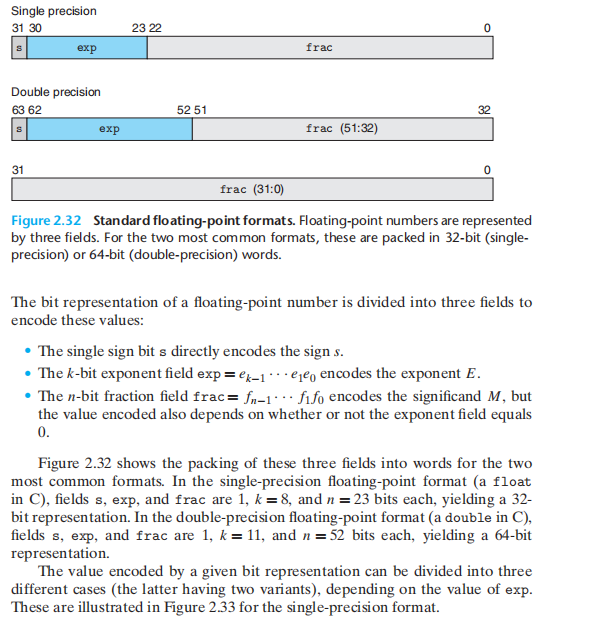 Single precision
31 30 23 22 0
s exp frac
Double precision
63 62 52 51 32
s exp frac (51:32)
31 0
frac (31:0)
Figure 2.32 Standard floating-point formats. Floating-point numbers are represented
by three fields. For the two most common formats, these are packed in 32-bit (single-
precision) or 64-bit (double-precision) words.
The bit representation of a floating-point number is divided into three fields to
encode these values:
• The single sign bit s directly encodes the sign s.
• The k-bit exponent field exp = eₖ₋₁ · · · e₁e₀ encodes the exponent E.
• The n-bit fraction field frac= fₙ₋₁ · · · f₁f₀ encodes the significand M, but
the value encoded also depends on whether or not the exponent field equals
0.
Figure 2.32 shows the packing of these three fields into words for the two
most common formats. In the single-precision floating-point format (a float
in C), fields s, exp, and frac are 1, k = 8, and n = 23 bits each, yielding a 32-
bit representation. In the double-precision floating-point format (a double in C),
fields s, exp, and frac are 1, k = 11, and n = 52 bits each, yielding a 64-bit
representation.
The value encoded by a given bit representation can be divided into three
different cases (the latter having two variants), depending on the value of exp.
These are illustrated in Figure 2.33 for the single-precision format.